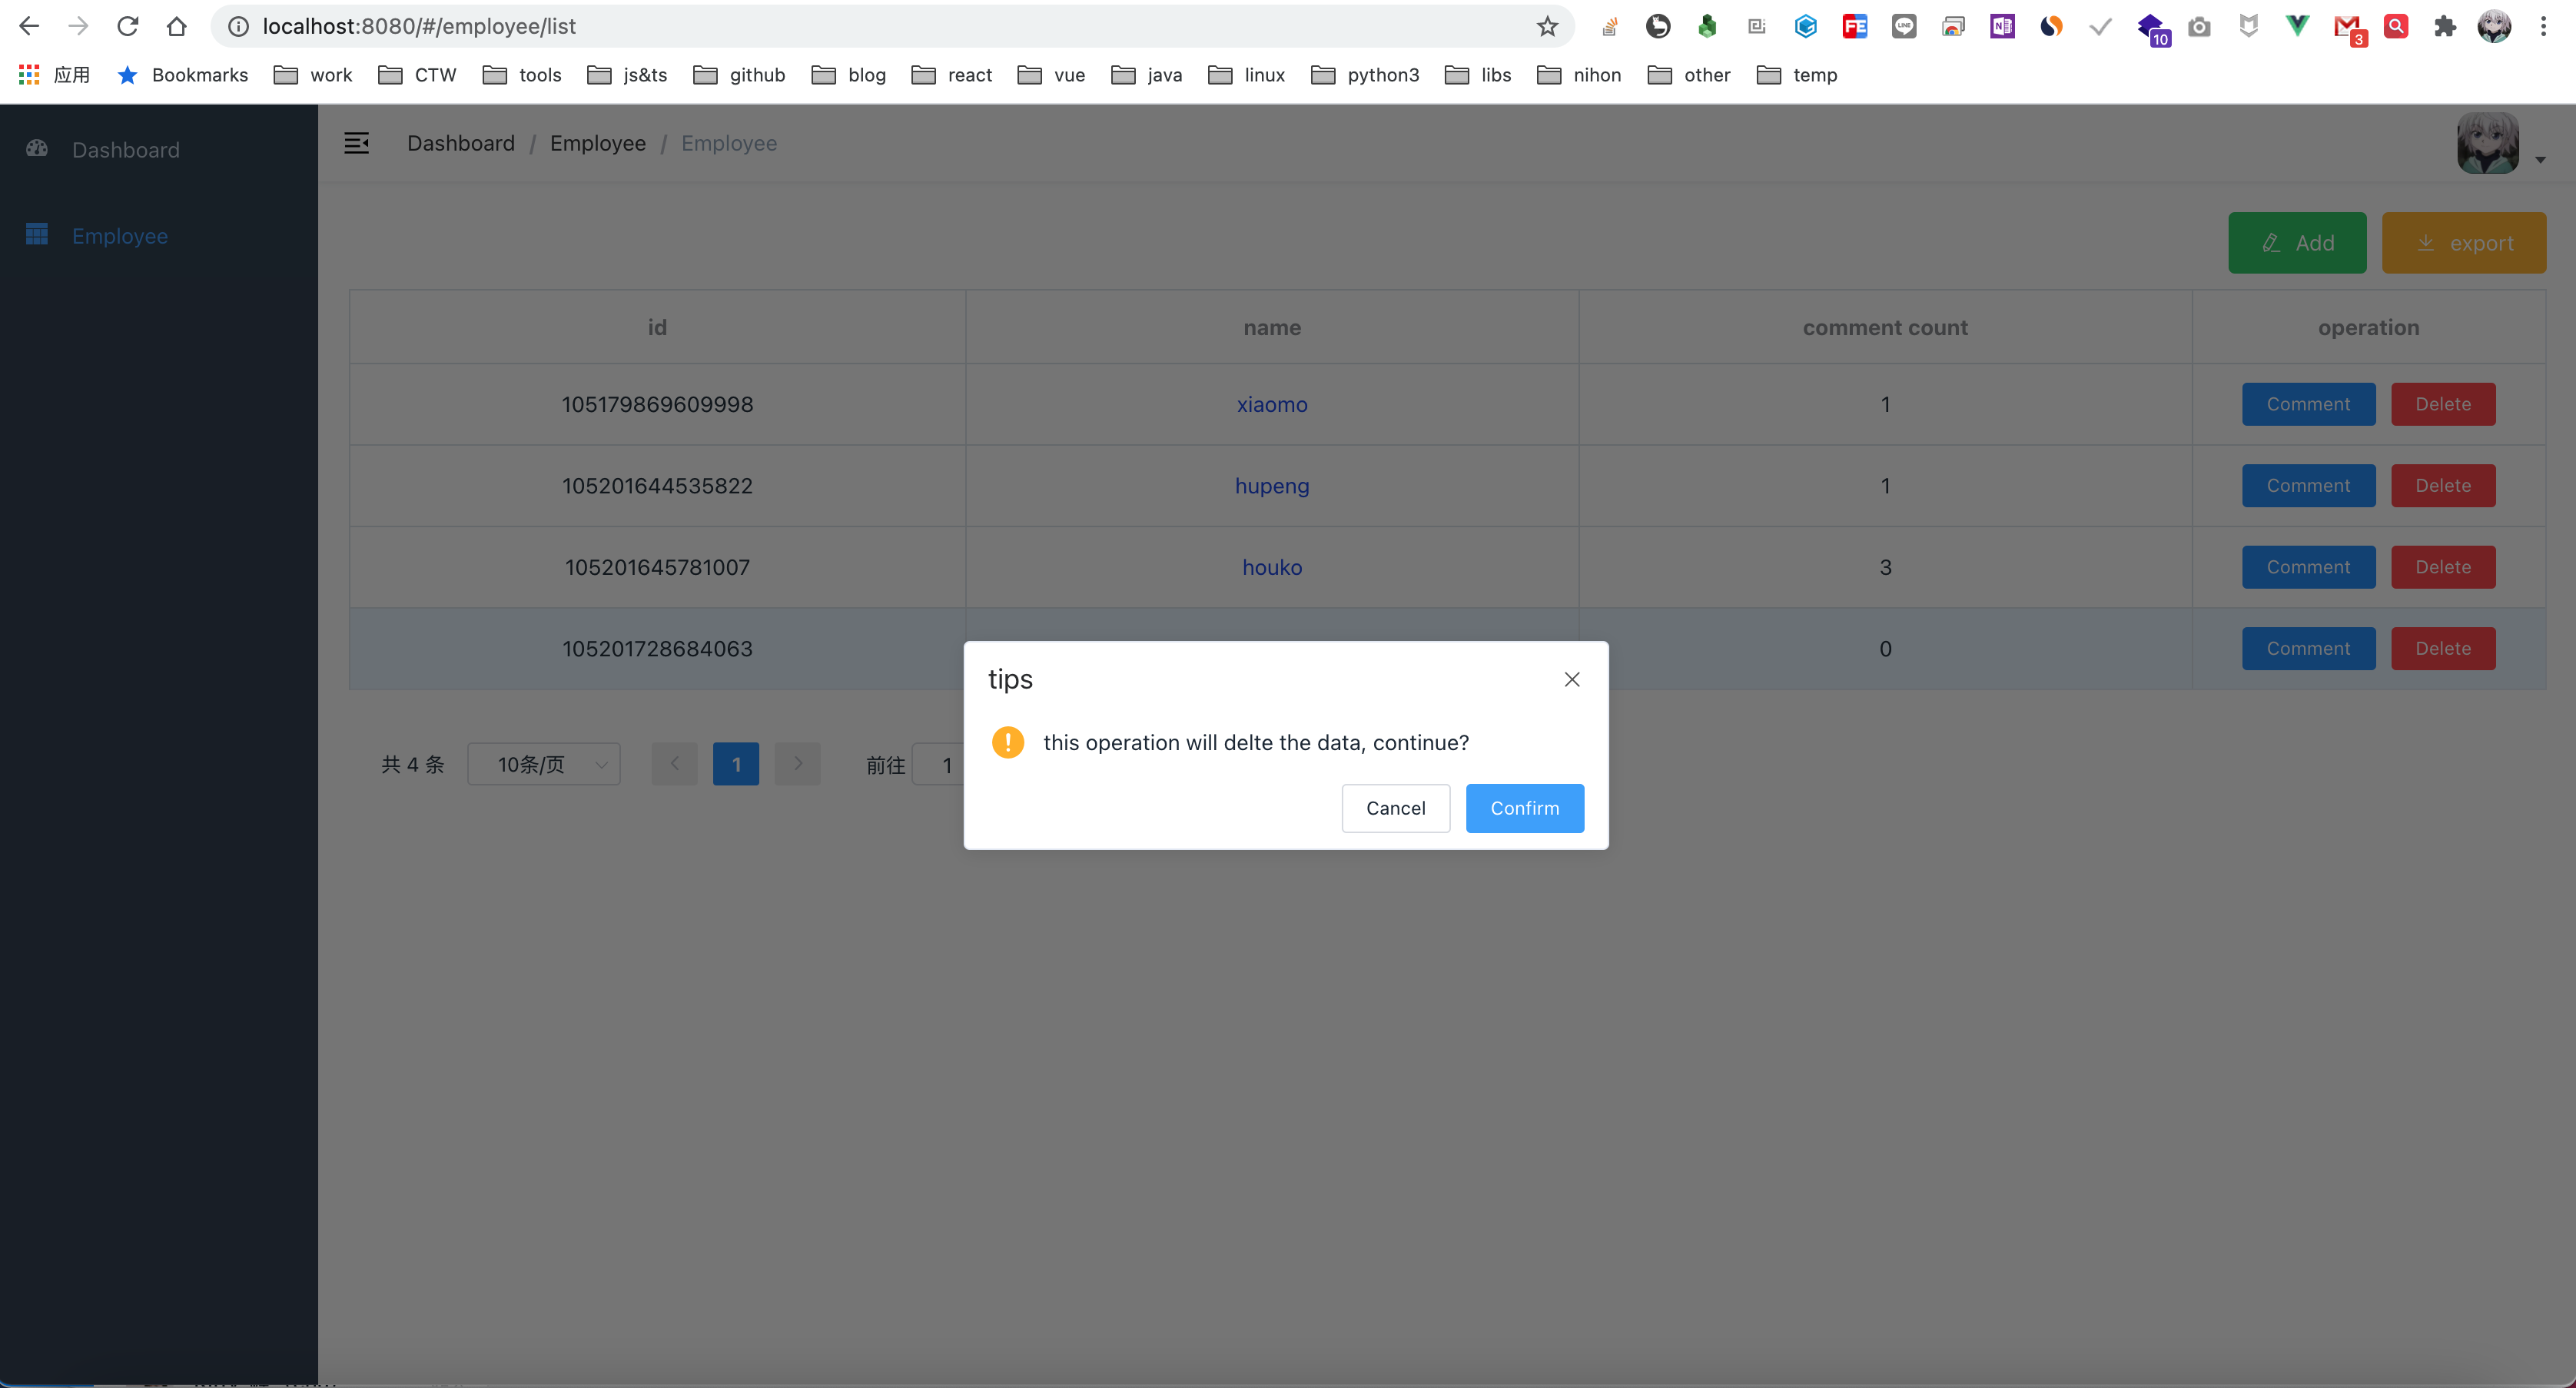 localhost:8080/#/employee/list
10
3
应用 Bookmarks work CTW tools js&ts github blog react vue java linux python3 libs nihon other temp
Dashboard
Employee
Dashboard / Employee / Employee
Add export
id name comment count operation
105179869609998 xiaomo 1 Comment Delete
105201644535822 hupeng 1 Comment Delete
105201645781007 houko 3 Comment Delete
105201728684063 0 Comment Delete
tips
this operation will delte the data, continue?
Cancel Confirm
共 4 条 10条/页 1 前往 1